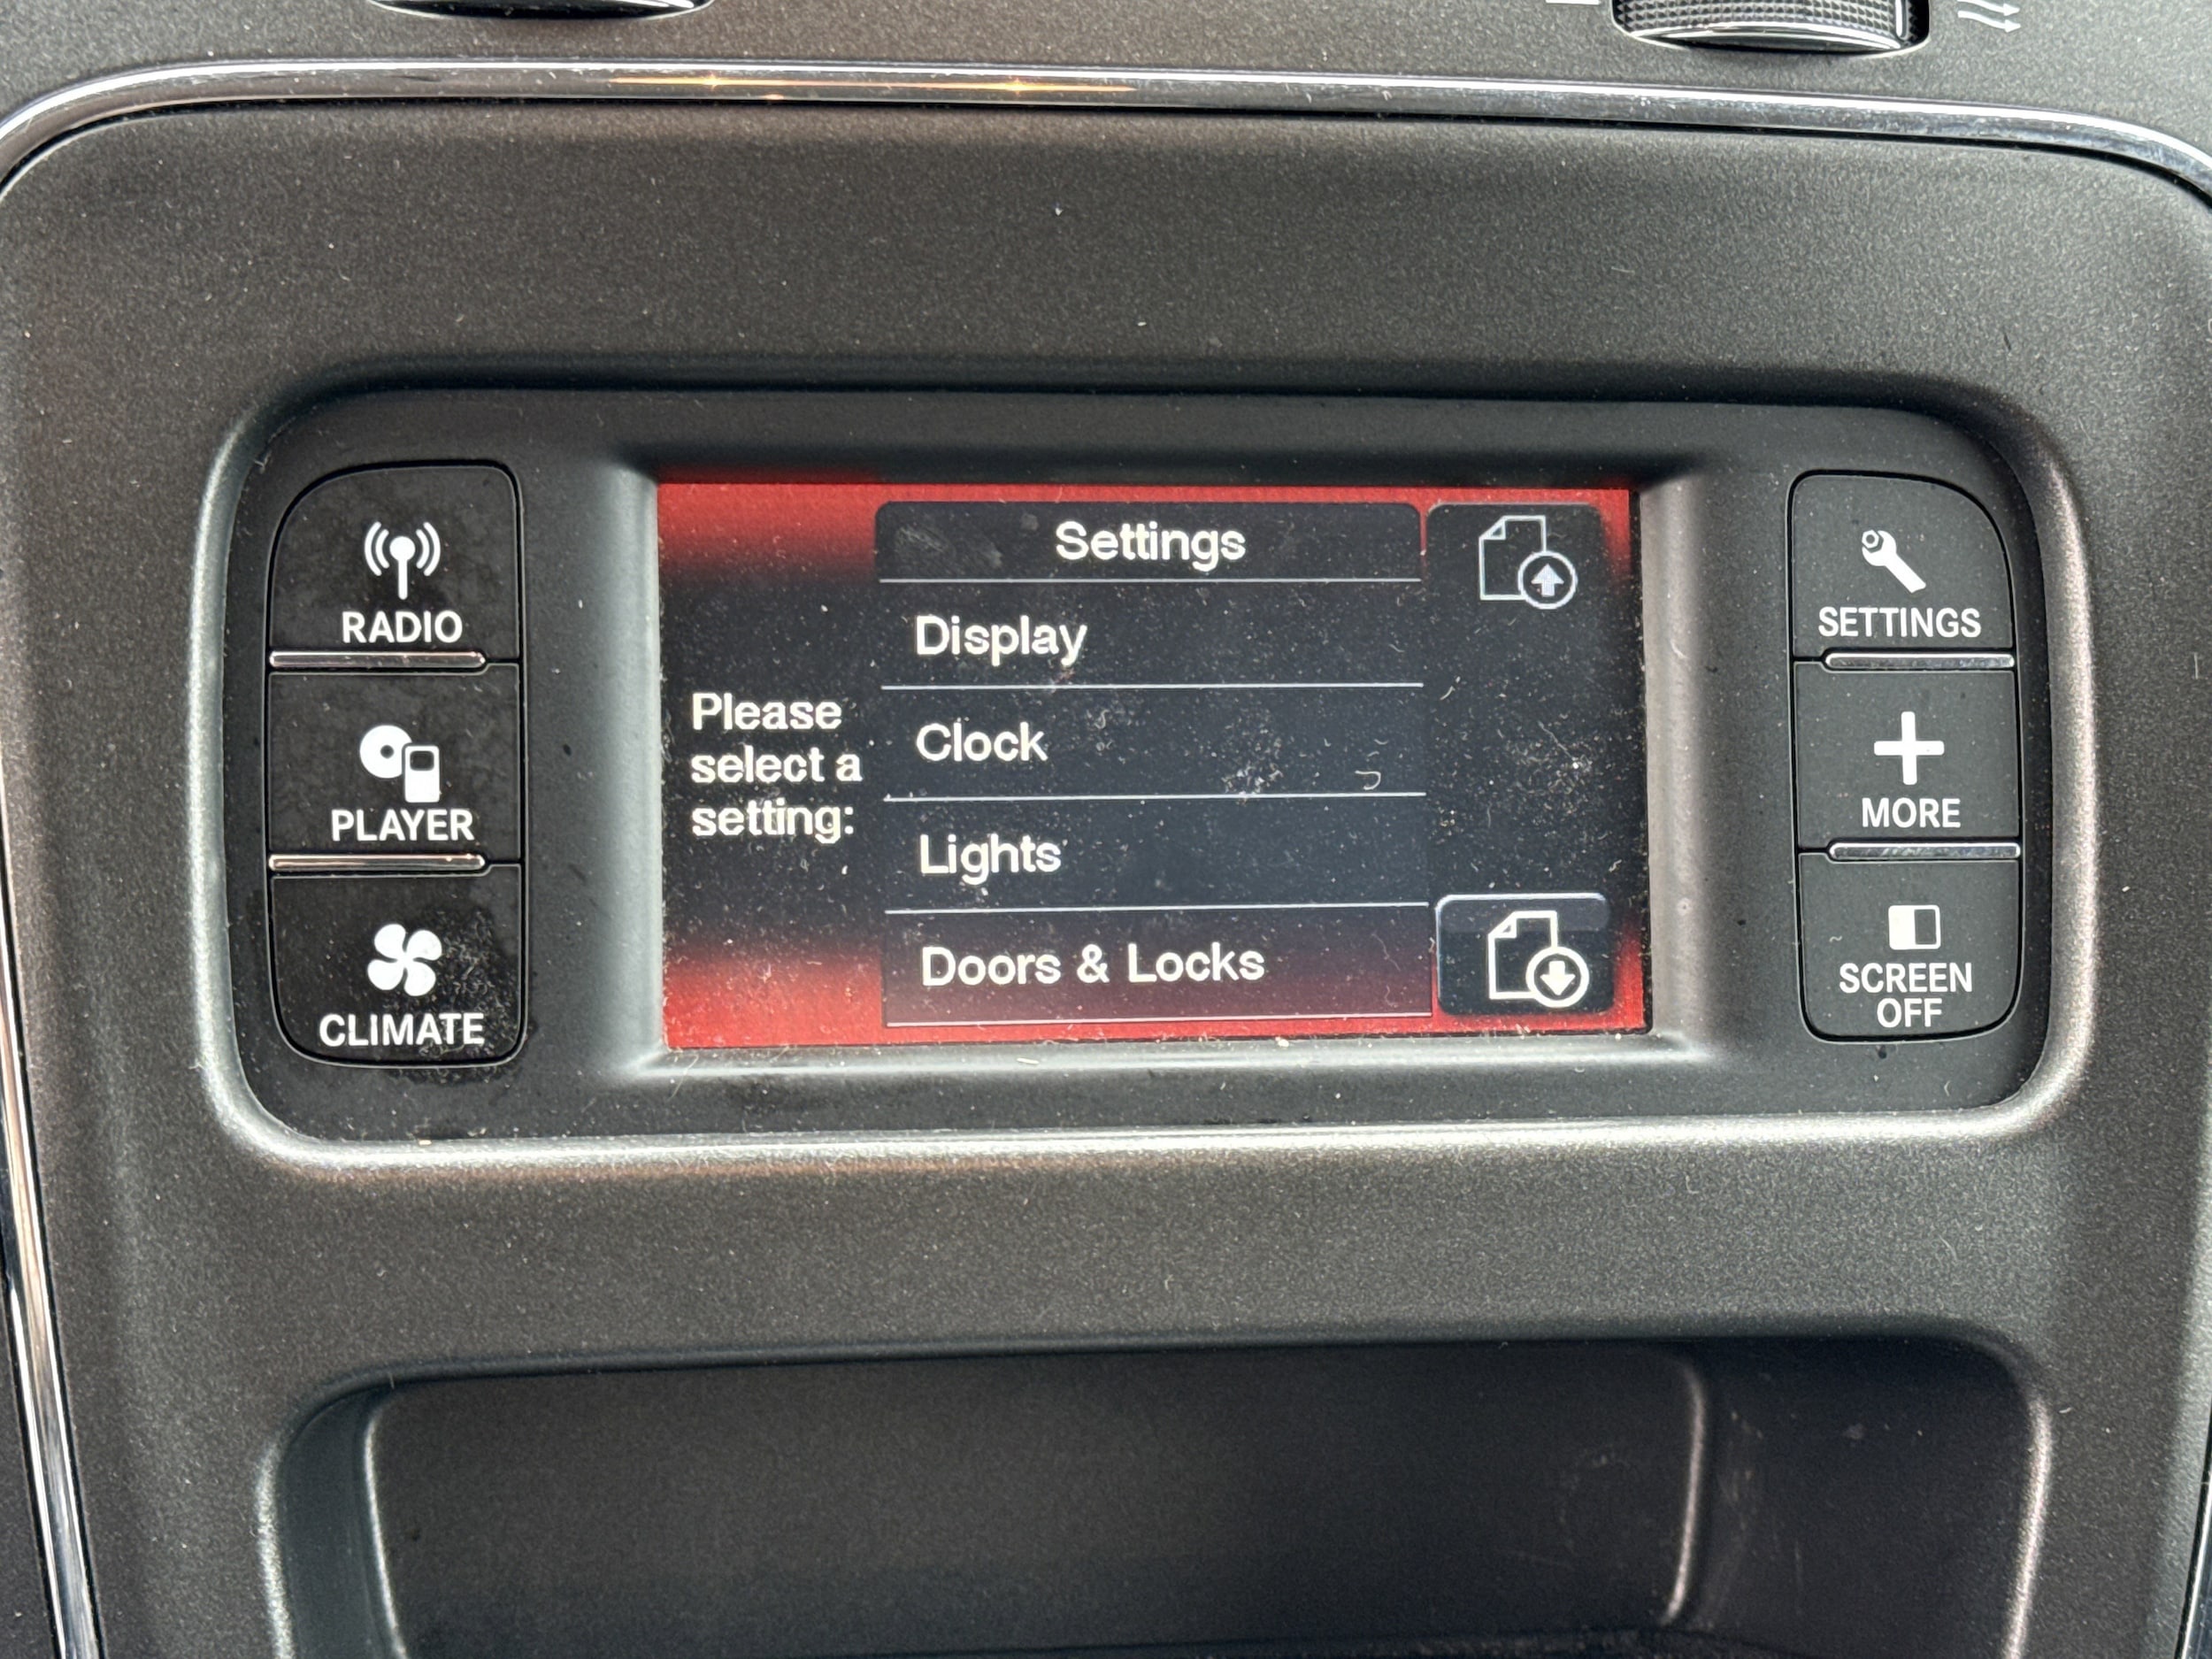 RADIO
PLAYER
CLIMATE
Settings
Please
select a
setting:
Display
Clock
Lights
Doors & Locks
SETTINGS
MORE
SCREEN
OFF